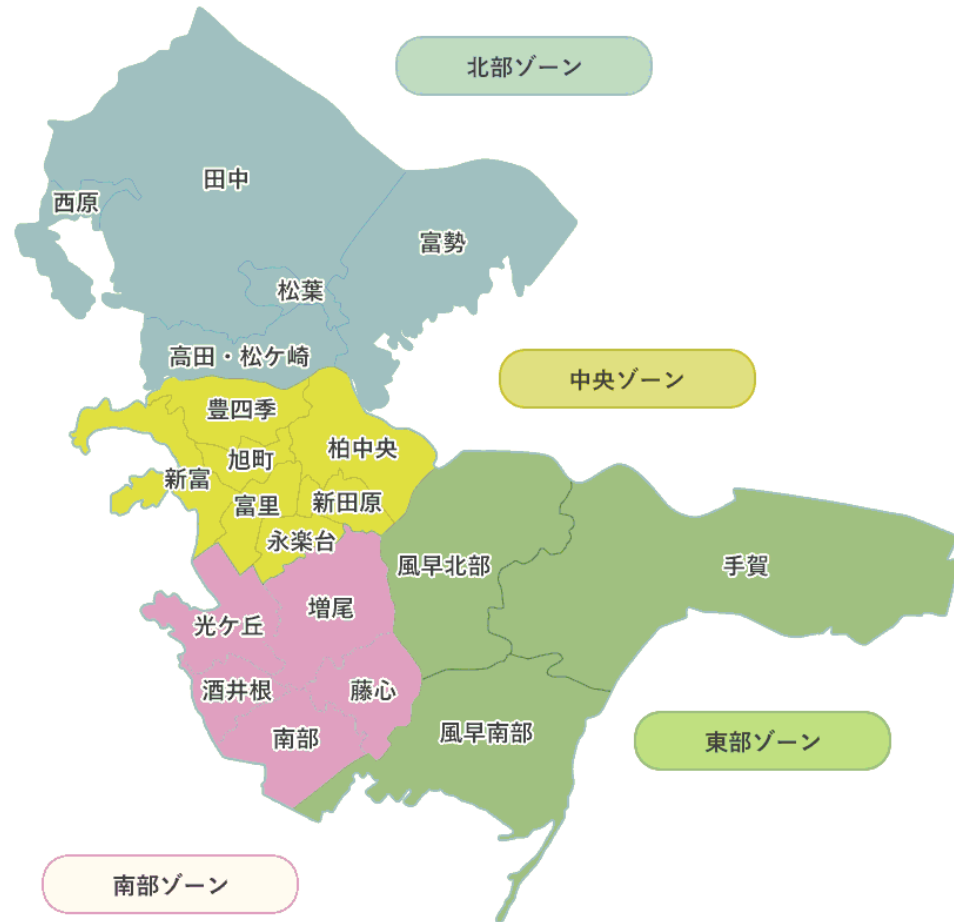 北部ゾーン
田中
西原
富勢
松葉
高田・松ケ崎
中央ゾーン
豊四季
柏中央
旭町
新富
富里
新田原
永楽台
風早北部
手賀
増尾
光ケ丘
酒井根
藤心
南部
風早南部
東部ゾーン
南部ゾーン